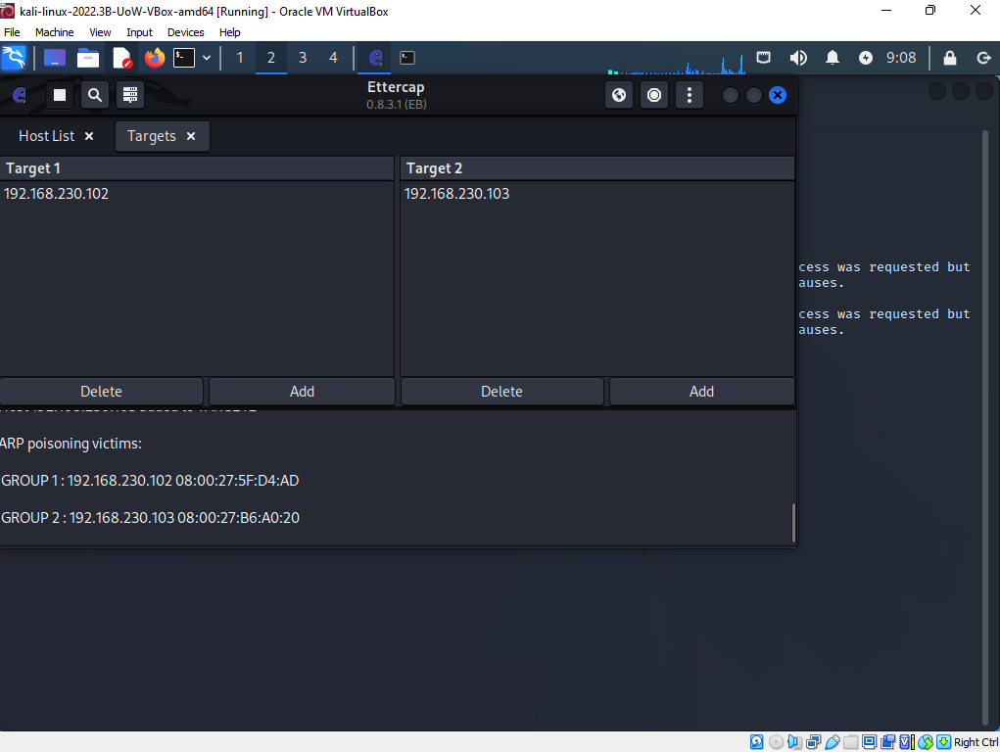 kali-linux-2022.3B-UoW-VBox-amd64 [Running] - Oracle VM VirtualBox
File Machine View Input Devices Help
1 2 3 4 9:08
Ettercap
0.8.3.1 (EB)
Host List × Targets ×
Target 1 Target 2
192.168.230.102 192.168.230.103
cess was requested but
auses.
cess was requested but
auses.
Delete Add Delete Add
ARP poisoning victims:
GROUP 1 : 192.168.230.102 08:00:27:5F:D4:AD
GROUP 2 : 192.168.230.103 08:00:27:B6:A0:20
Right Ctrl